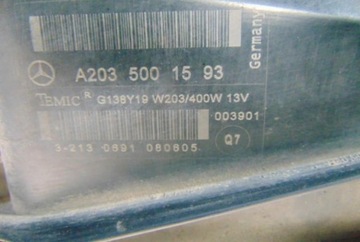 Germany
A203 500 15 93
TEMIC R G136Y19 W203/400W 13V
003901
Q7
3-213 0691 080805